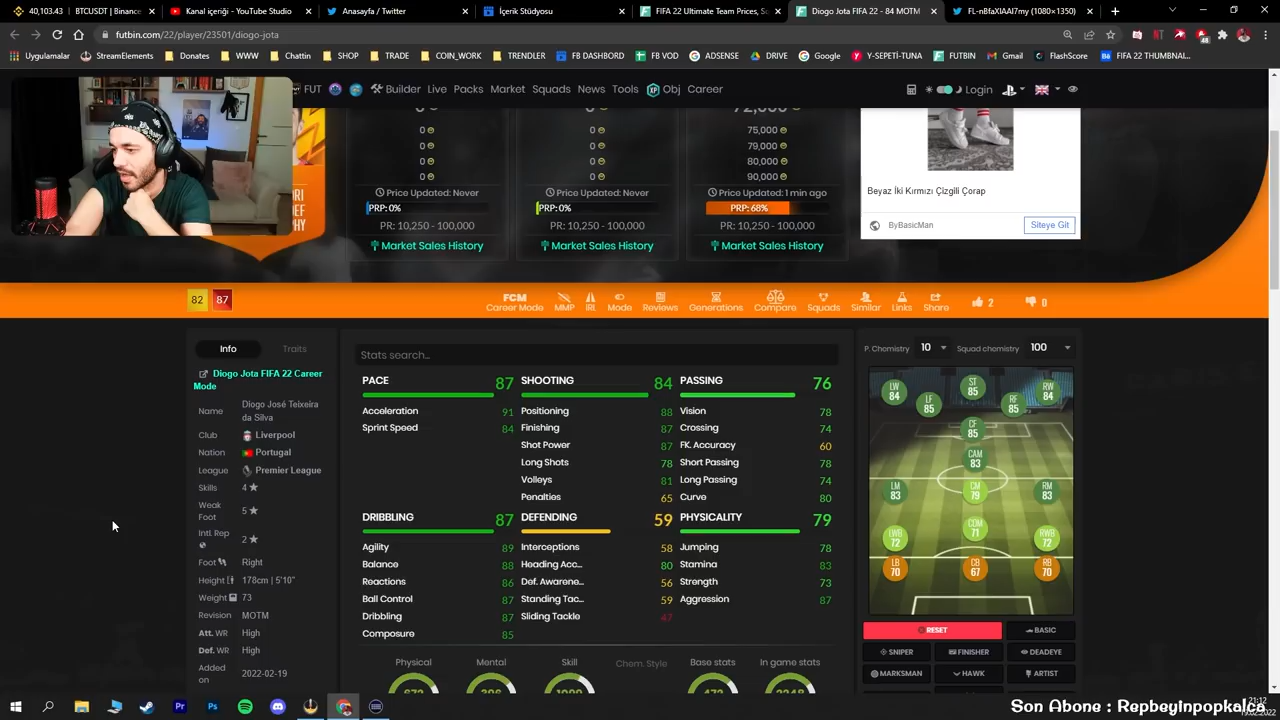 40,103.43 | BTCUSDT | Binance
Kanal içeriği - YouTube Studio
Anasayfa / Twitter
İçerik Stüdyosu
FIFA 22 Ultimate Team Prices, S
Diogo Jota FIFA 22 - 84 MOTM
FL-nBfaXIAAI7my (1080×1350)
futbin.com/22/player/23501/diogo-jota
Uygulamalar StreamElements Donates WWW Chattin SHOP TRADE COIN_WORK TRENDLER FB DASHBORD FB VOD ADSENSE DRIVE Google Y-SEPETİ-TUNA FUTBIN Gmail FlashScore FIFA 22 THUMBNAL...
FUT Builder Live Packs Market Squads News Tools Obj Career Login
0 0 72,000
0 0 75,000
0 0 79,000
0 0 80,000
0 0 90,000
DEF
PHY
Price Updated: Never Price Updated: Never Price Updated: 1 min ago
PRP: 0% PRP: 0% PRP: 68%
PR: 10,250 - 100,000 PR: 10,250 - 100,000 PR: 10,250 - 100,000
Market Sales History Market Sales History Market Sales History
Beyaz İki Kırmızı Çizgili Çorap
ByBasicMan Siteye Git
82 87
FCM
Career Mode MMP IRL Mode Reviews Generations Compare Squads Similar Links Share 2 0
Info Traits
Diogo Jota FIFA 22 Career
Mode
Name Diogo José Teixeira
da Silva
Club Liverpool
Nation Portugal
League Premier League
Skills 4
Weak
Foot 5
Intl. Rep 2
Foot Right
Height 178cm | 5'10"
Weight 73
Revision MOTM
Att. WR High
Def. WR High
Added
on 2022-02-19
Stats search...
PACE 87
Acceleration 91
Sprint Speed 84
SHOOTING 84
Positioning 88
Finishing 87
Shot Power 87
Long Shots 78
Volleys 81
Penalties 65
PASSING 76
Vision 78
Crossing 74
FK. Accuracy 60
Short Passing 78
Long Passing 74
Curve 80
DRIBBLING 87
Agility 89
Balance 88
Reactions 86
Ball Control 87
Dribbling 87
Composure 85
DEFENDING 59
Interceptions 58
Heading Acc... 80
Def. Awarene... 56
Standing Tac... 59
Sliding Tackle 47
PHYSICALITY 79
Jumping 78
Stamina 83
Strength 73
Aggression 87
Physical Mental Skill Chem. Style Base stats In game stats
P. Chemistry 10 Squad chemistry 100
LW
84
ST
85
RW
84
LF
85
RF
85
CF
85
CAM
83
LM
83
CM
79
RM
83
LWB
72
CDM
71
RWB
72
LB
70
CB
67
RB
70
RESET BASIC
SNIPER FINISHER DEADEYE
MARKSMAN HAWK ARTIST
21:12
Son Abone : Repbeylnpopkalca